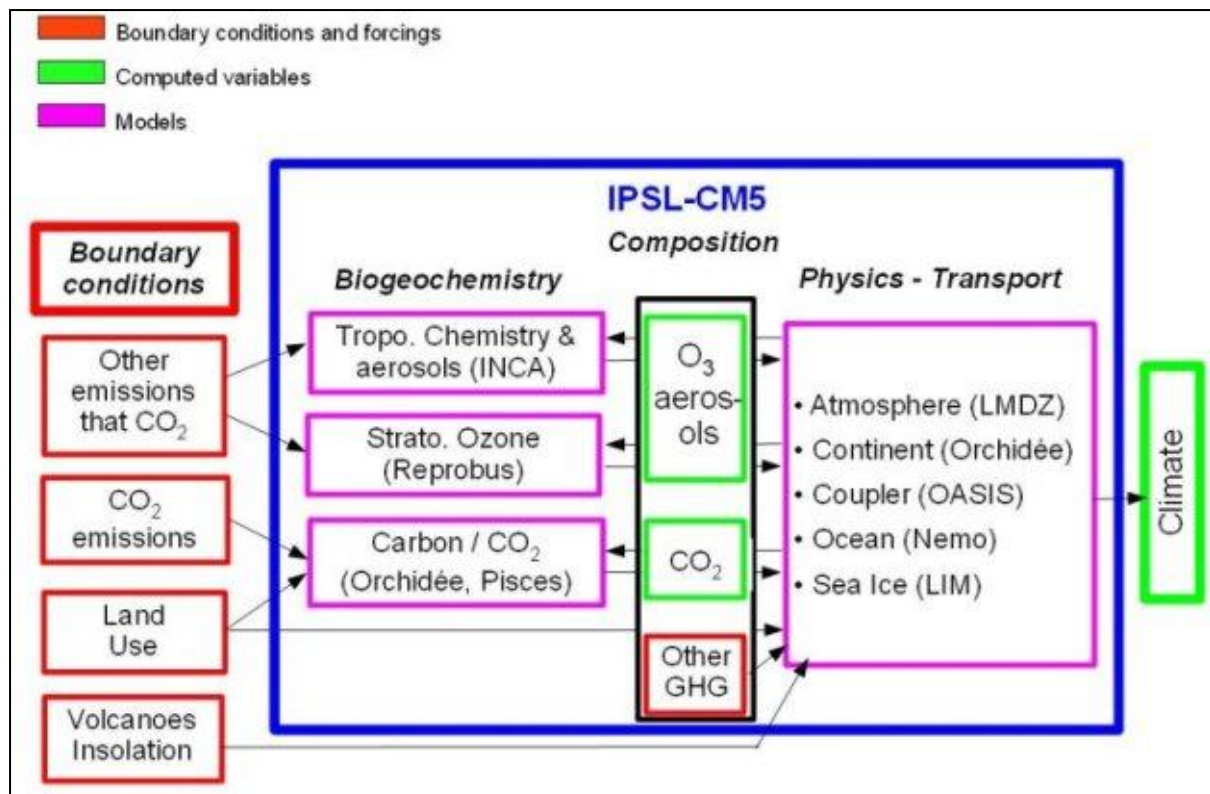 Boundary conditions and forcings
Computed variables
Models
IPSL-CM5
Composition
Boundary
conditions
Biogeochemistry
Physics - Transport
Other
emissions
that CO₂
CO₂
emissions
Land
Use
Volcanoes
Insolation
Tropo. Chemistry &
aerosols (INCA)
Strato. Ozone
(Reprobus)
Carbon / CO₂
(Orchidée, Pisces)
O₃
aeros-
ols
CO₂
Other
GHG
• Atmosphere (LMDZ)
• Continent (Orchidée)
• Coupler (OASIS)
• Ocean (Nemo)
• Sea Ice (LIM)
Climate